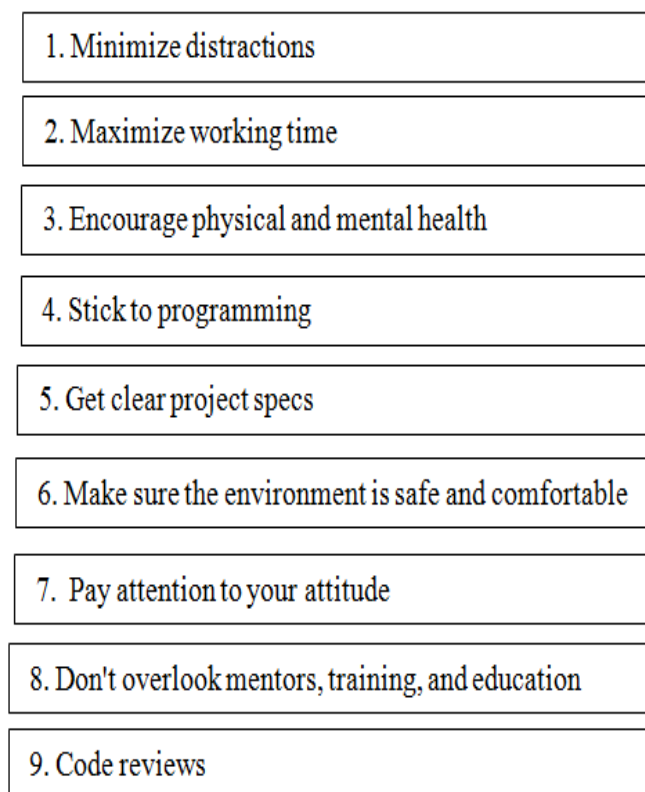 1. Minimize distractions
2. Maximize working time
3. Encourage physical and mental health
4. Stick to programming
5. Get clear project specs
6. Make sure the environment is safe and comfortable
7. Pay attention to your attitude
8. Don't overlook mentors, training, and education
9. Code reviews